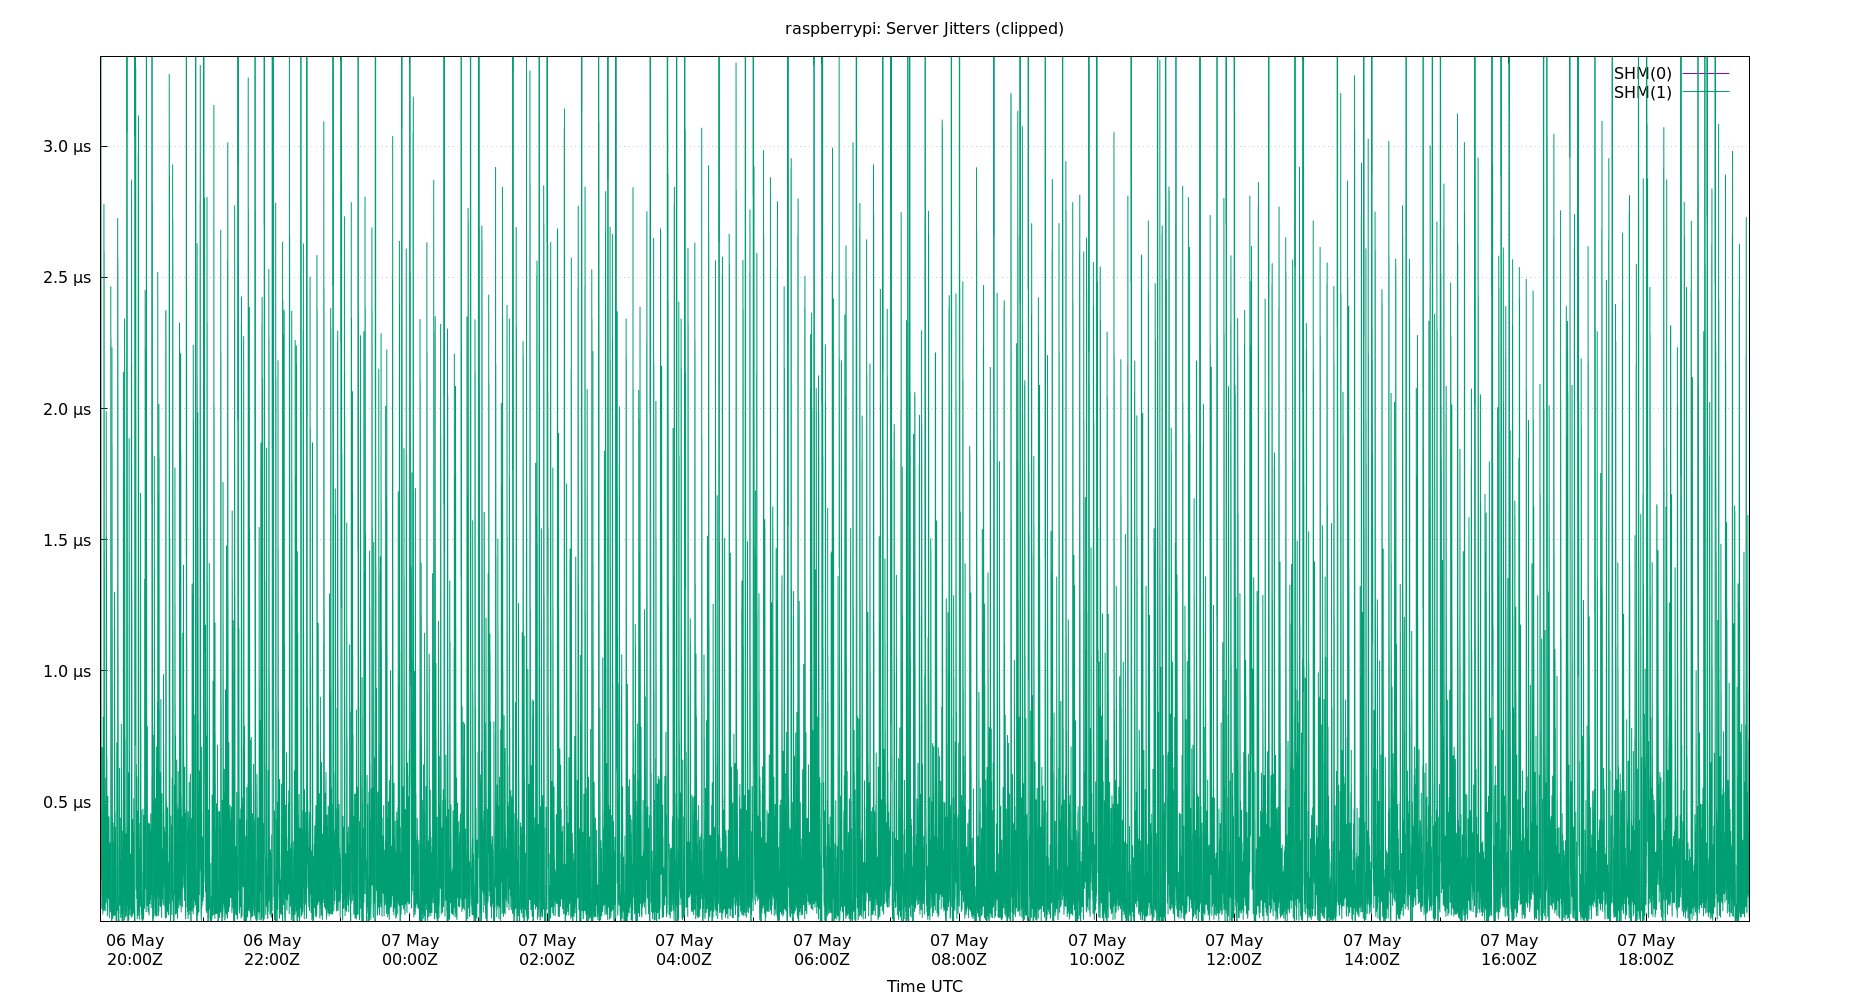 raspberrypi: Server Jitters (clipped)
SHM(0)
SHM(1)
3.0 µs
2.5 µs
2.0 µs
1.5 µs
1.0 µs
0.5 µs
06 May 06 May 07 May 07 May 07 May 07 May 07 May 07 May 07 May 07 May 07 May 07 May
20:00Z 22:00Z 00:00Z 02:00Z 04:00Z 06:00Z 08:00Z 10:00Z 12:00Z 14:00Z 16:00Z 18:00Z
Time UTC